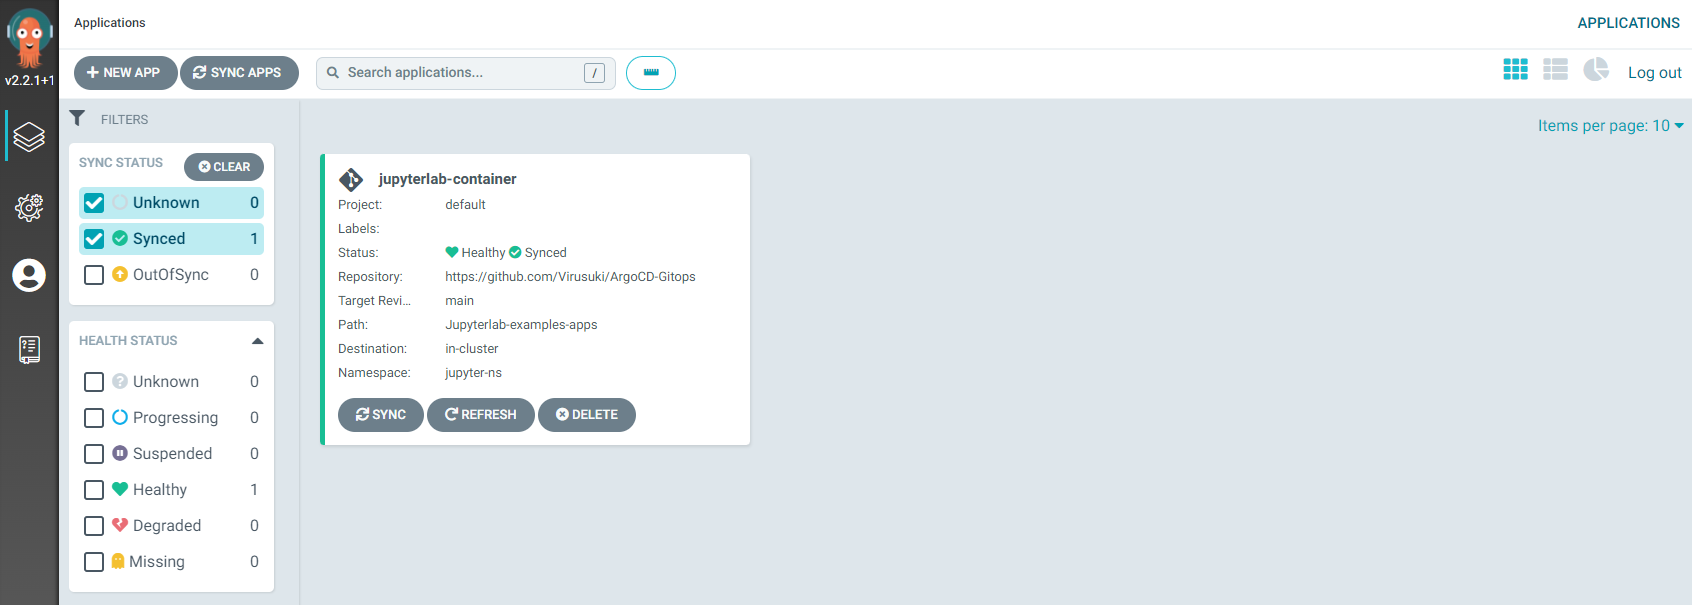 Applications
APPLICATIONS
v2.2.1+1
NEW APP
SYNC APPS
Search applications...
/
Log out
FILTERS
Items per page: 10
SYNC STATUS
CLEAR
Unknown 0
Synced 1
OutOfSync 0
HEALTH STATUS
Unknown 0
Progressing 0
Suspended 0
Healthy 1
Degraded 0
Missing 0
jupyterlab-container
Project: default
Labels:
Status: Healthy Synced
Repository: https://github.com/Virusuki/ArgoCD-Gitops
Target Revi... main
Path: Jupyterlab-examples-apps
Destination: in-cluster
Namespace: jupyter-ns
SYNC
REFRESH
DELETE